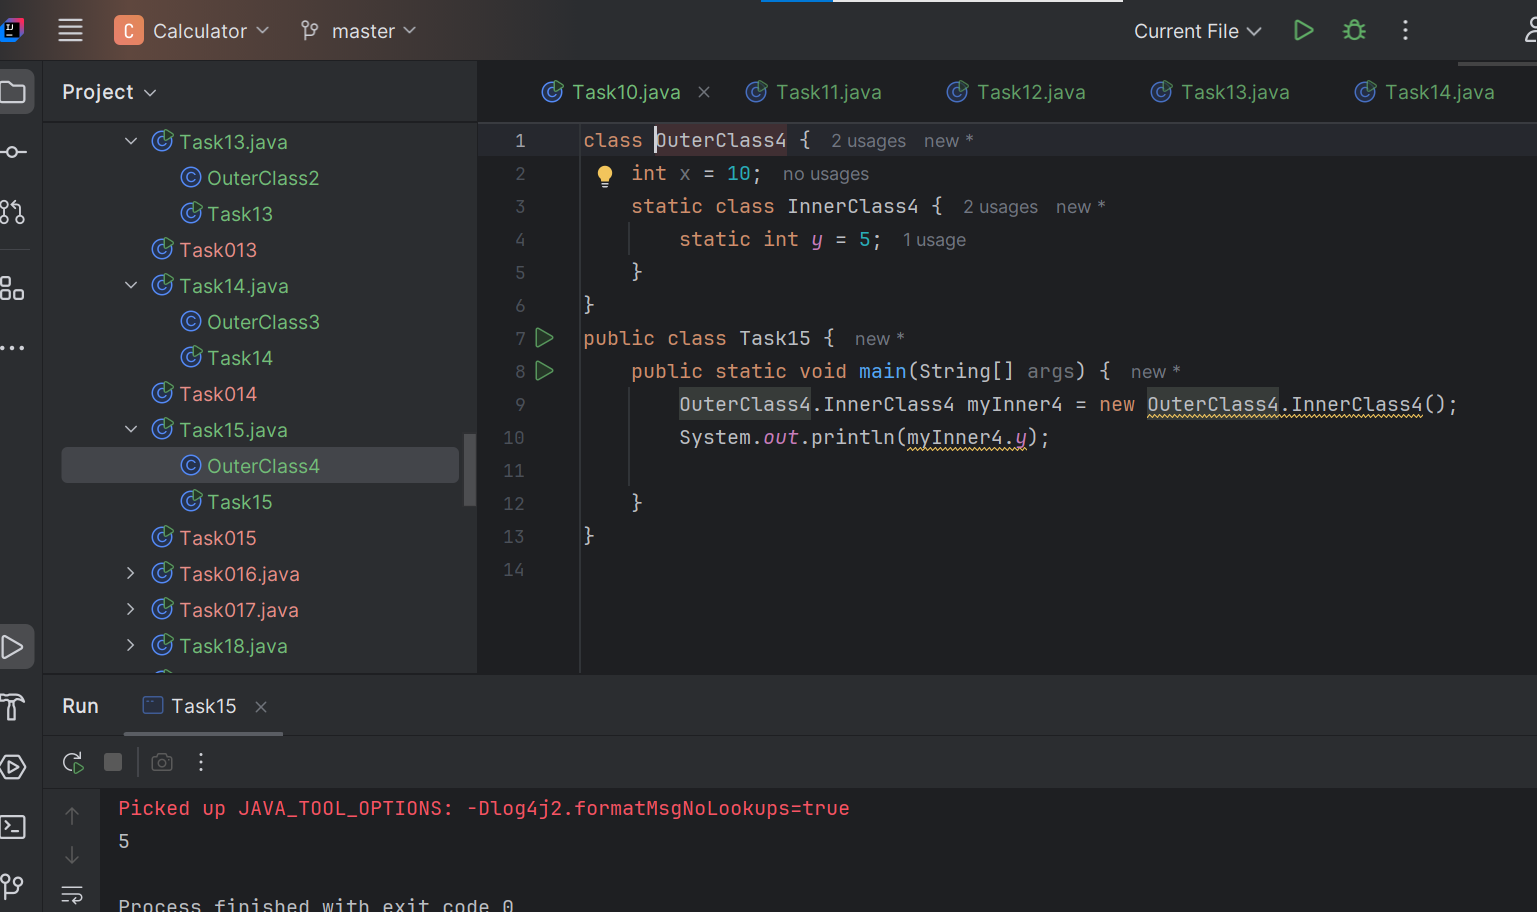 C Calculator master Current File
Project
Task10.java Task11.java Task12.java Task13.java Task14.java
Task13.java
OuterClass2
Task13
Task013
Task14.java
OuterClass3
Task14
Task014
Task15.java
OuterClass4
Task15
Task015
Task016.java
Task017.java
Task18.java
1 class OuterClass4 { 2 usages new *
2 int x = 10; no usages
3 static class InnerClass4 { 2 usages new *
4 static int y = 5; 1 usage
5 }
6 }
7 public class Task15 { new *
8 public static void main(String[] args) { new *
9 OuterClass4.InnerClass4 myInner4 = new OuterClass4.InnerClass4();
10 System.out.println(myInner4.y);
11
12 }
13 }
14
Run Task15
Picked up JAVA_TOOL_OPTIONS: -Dlog4j2.formatMsgNoLookups=true
5
Process finished with exit code 0